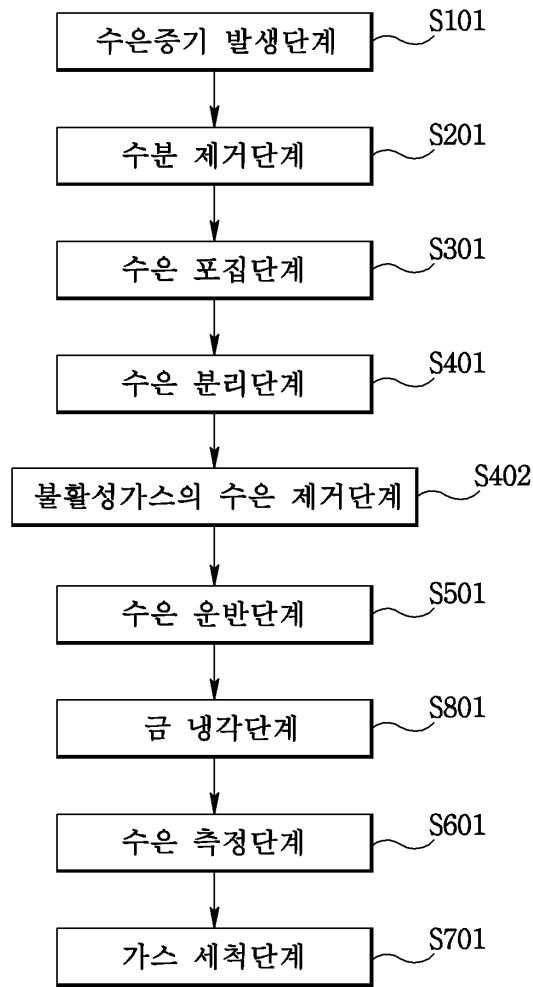 수은증기 발생단계 S101
수분 제거단계 S201
수은 포집단계 S301
수은 분리단계 S401
불활성가스의 수은 제거단계 S402
수은 운반단계 S501
금 냉각단계 S801
수은 측정단계 S601
가스 세척단계 S701